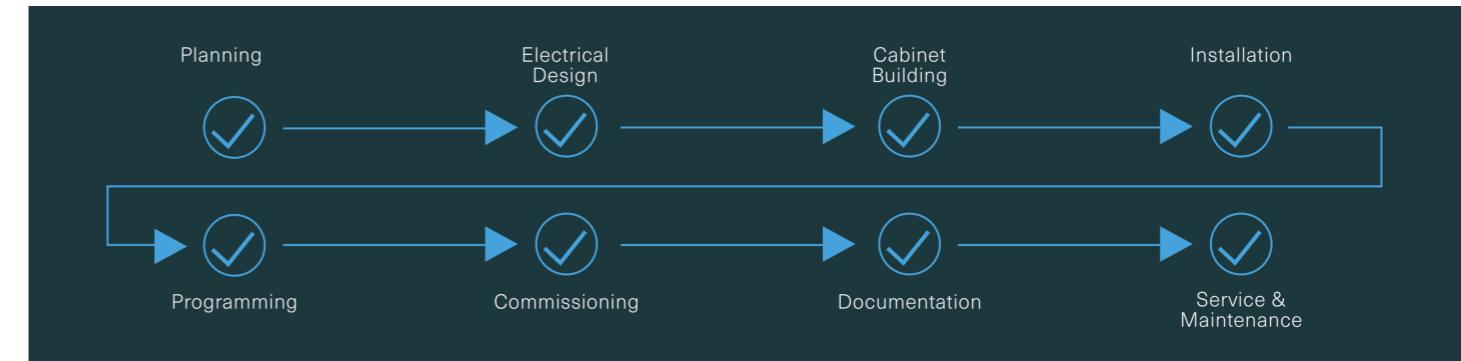 Planning
Electrical
Design
Cabinet
Building
Installation
Programming
Commissioning
Documentation
Service &
Maintenance